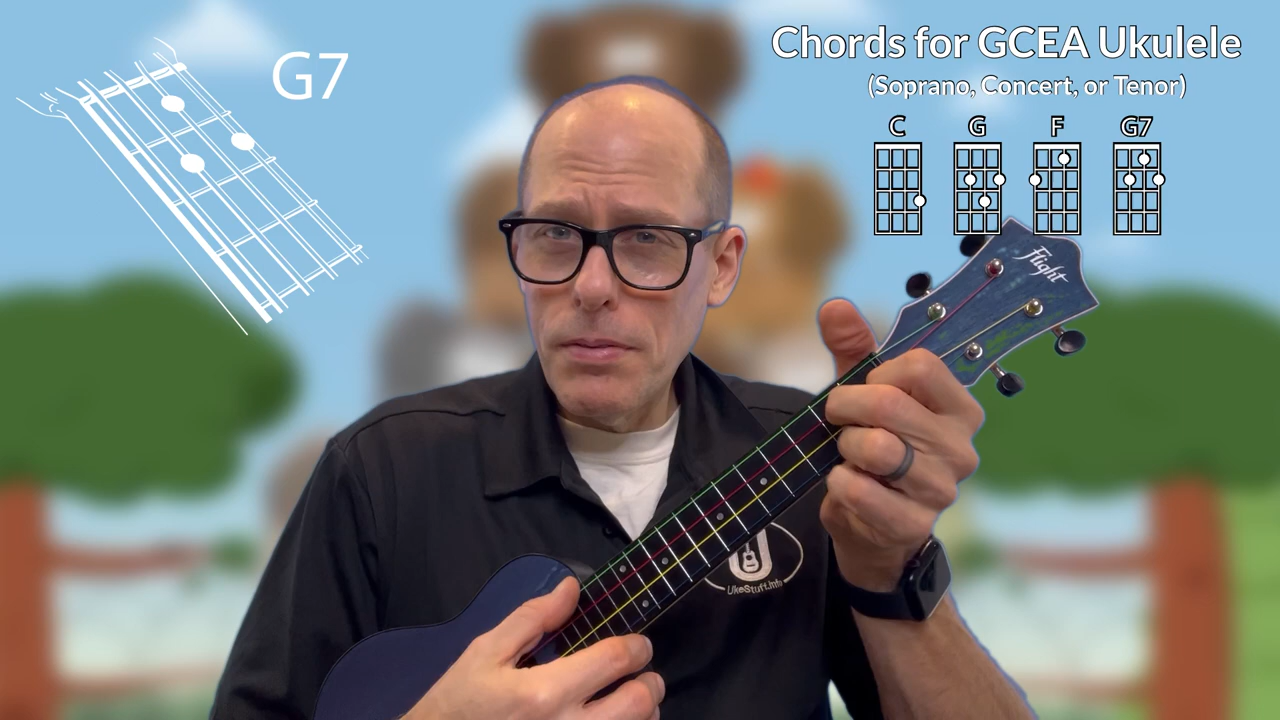 G7
Chords for GCEA Ukulele
(Soprano, Concert, or Tenor)
C G F G7
Flight
UkeStuff.info